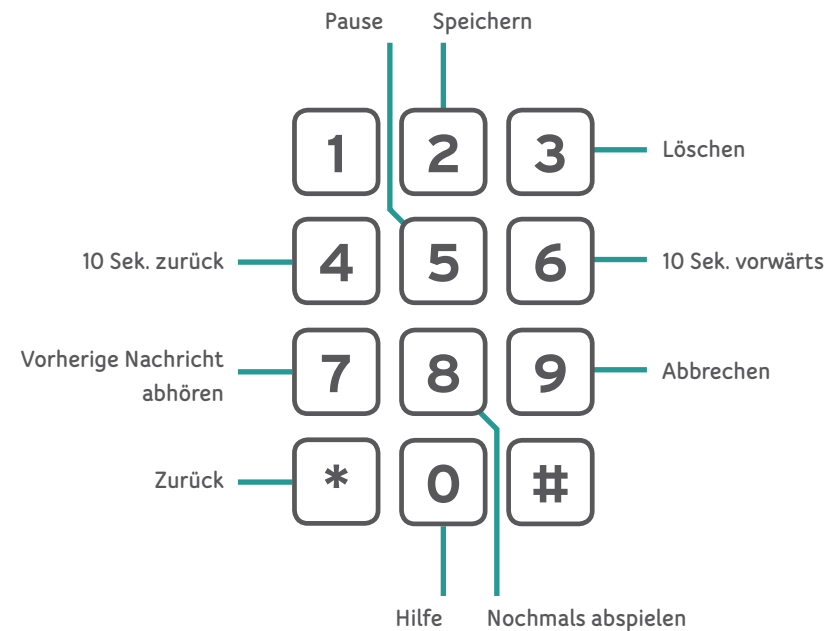 Pause
Speichern
1
2
3
Löschen
10 Sek. zurück
4
5
6
10 Sek. vorwärts
Vorherige Nachricht
abhören
7
8
9
Abbrechen
Zurück
*
0
#
Hilfe
Nochmals abspielen